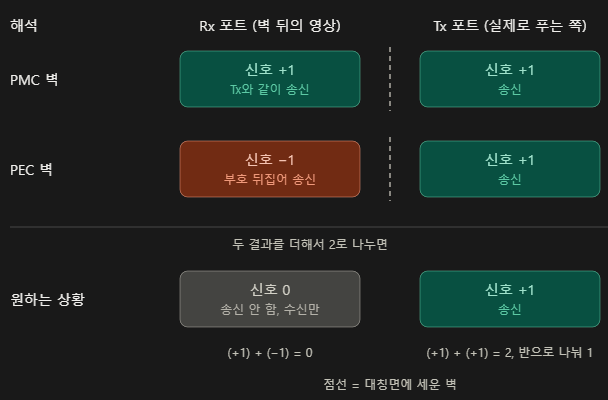 해석
Rx 포트 (벽 뒤의 영상)
Tx 포트 (실제로 푸는 쪽)
PMC 벽
신호 +1
Tx와 같이 송신
신호 +1
송신
PEC 벽
신호 −1
부호 뒤집어 송신
신호 +1
송신
두 결과를 더해서 2로 나누면
원하는 상황
신호 0
송신 안 함, 수신만
신호 +1
송신
(+1) + (−1) = 0
(+1) + (+1) = 2, 반으로 나눠 1
점선 = 대칭면에 세운 벽